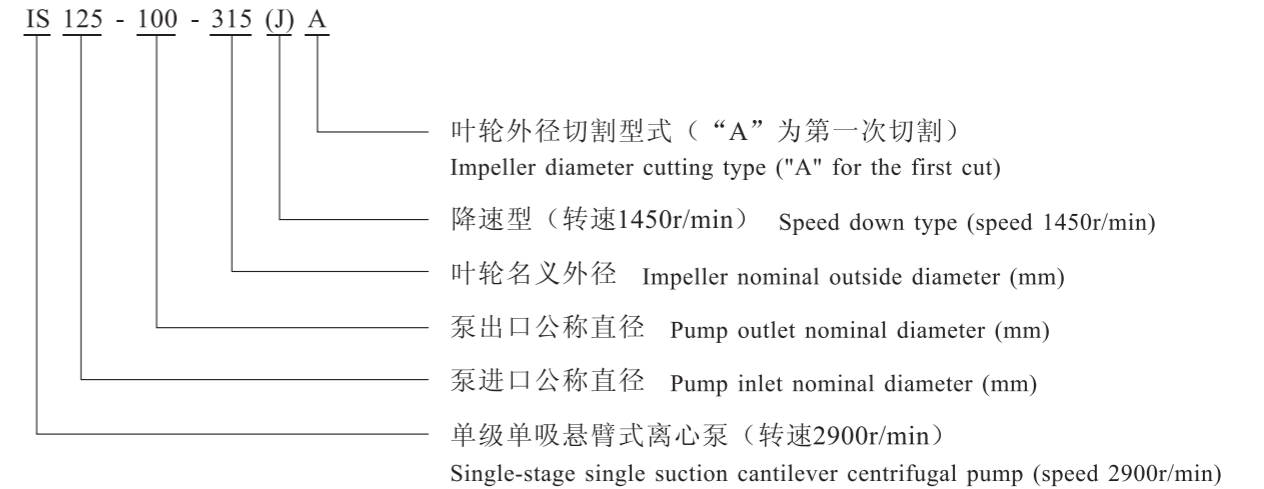 IS 125 - 100 - 315 (J) A
叶轮外径切割型式（“A”为第一次切割）
Impeller diameter cutting type ("A" for the first cut)
降速型（转速1450r/min） Speed down type (speed 1450r/min)
叶轮名义外径 Impeller nominal outside diameter (mm)
泵出口公称直径 Pump outlet nominal diameter (mm)
泵进口公称直径 Pump inlet nominal diameter (mm)
单级单吸悬臂式离心泵（转速2900r/min）
Single-stage single suction cantilever centrifugal pump (speed 2900r/min)